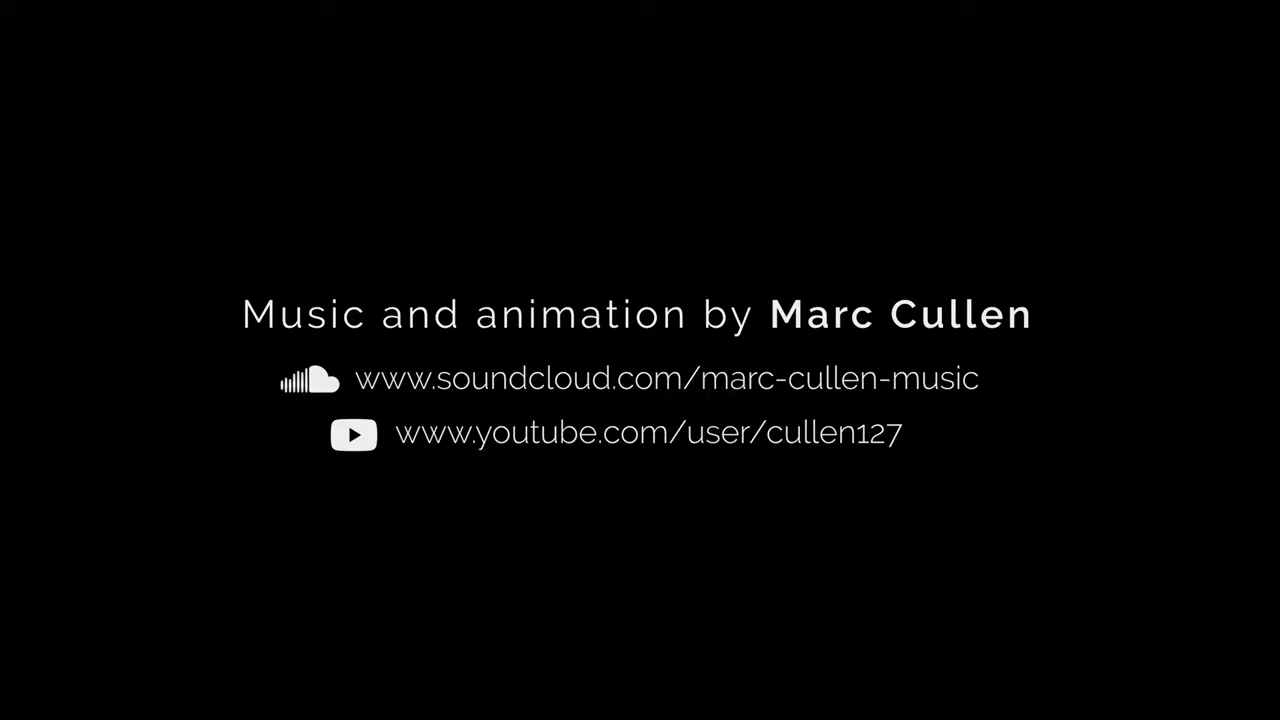 Music and animation by Marc Cullen
www.soundcloud.com/marc-cullen-music
www.youtube.com/user/cullen127